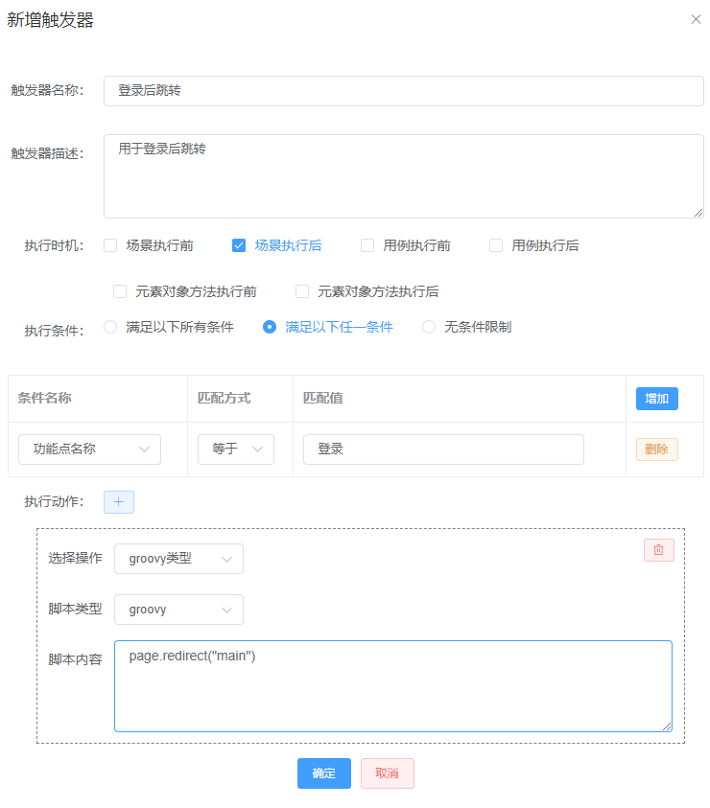 新增触发器
触发器名称： 登录后跳转
触发器描述： 用于登录后跳转
执行时机： 场景执行前 场景执行后 用例执行前 用例执行后
元素对象方法执行前 元素对象方法执行后
执行条件： 满足以下所有条件 满足以下任一条件 无条件限制
条件名称 匹配方式 匹配值 增加
功能点名称 等于 登录 删除
执行动作： +
选择操作 groovy类型
脚本类型 groovy
脚本内容 page.redirect("main")
确定 取消